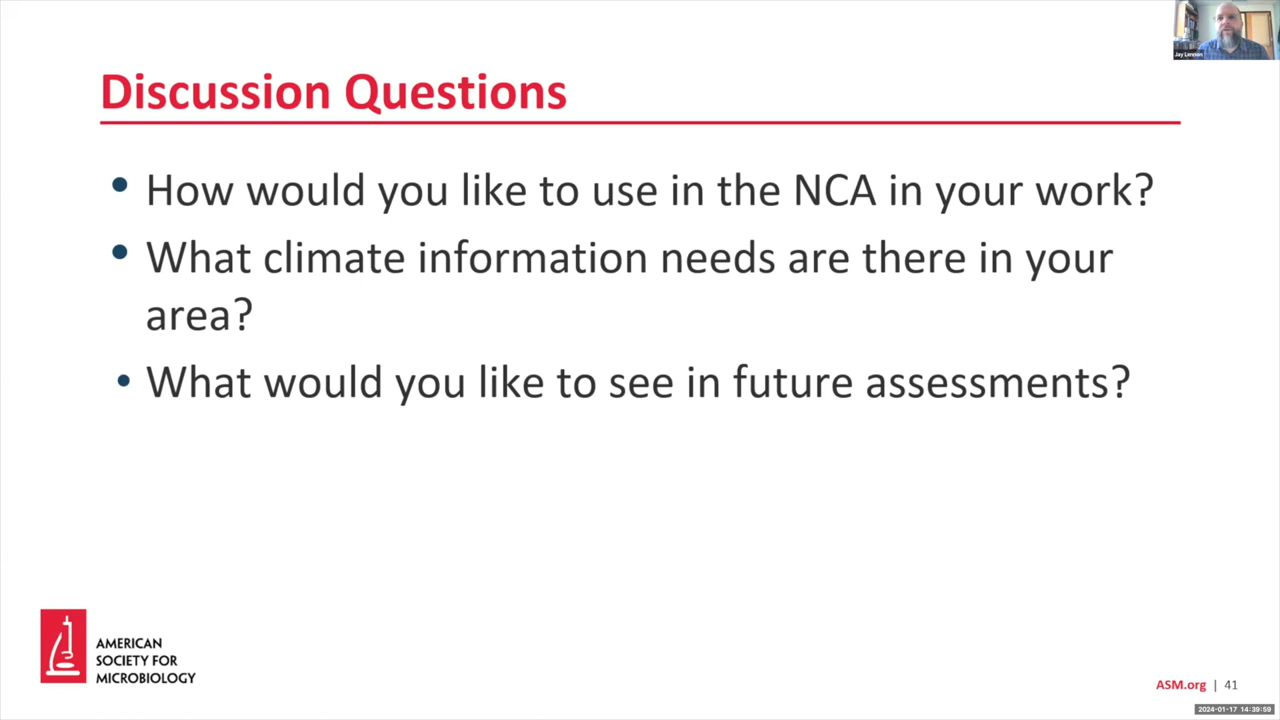 Jay Lennon
Discussion Questions
• How would you like to use in the NCA in your work?
• What climate information needs are there in your
area?
• What would you like to see in future assessments?
AMERICAN
SOCIETY FOR
MICROBIOLOGY
ASM.org | 41
2024-01-17 14:39:59